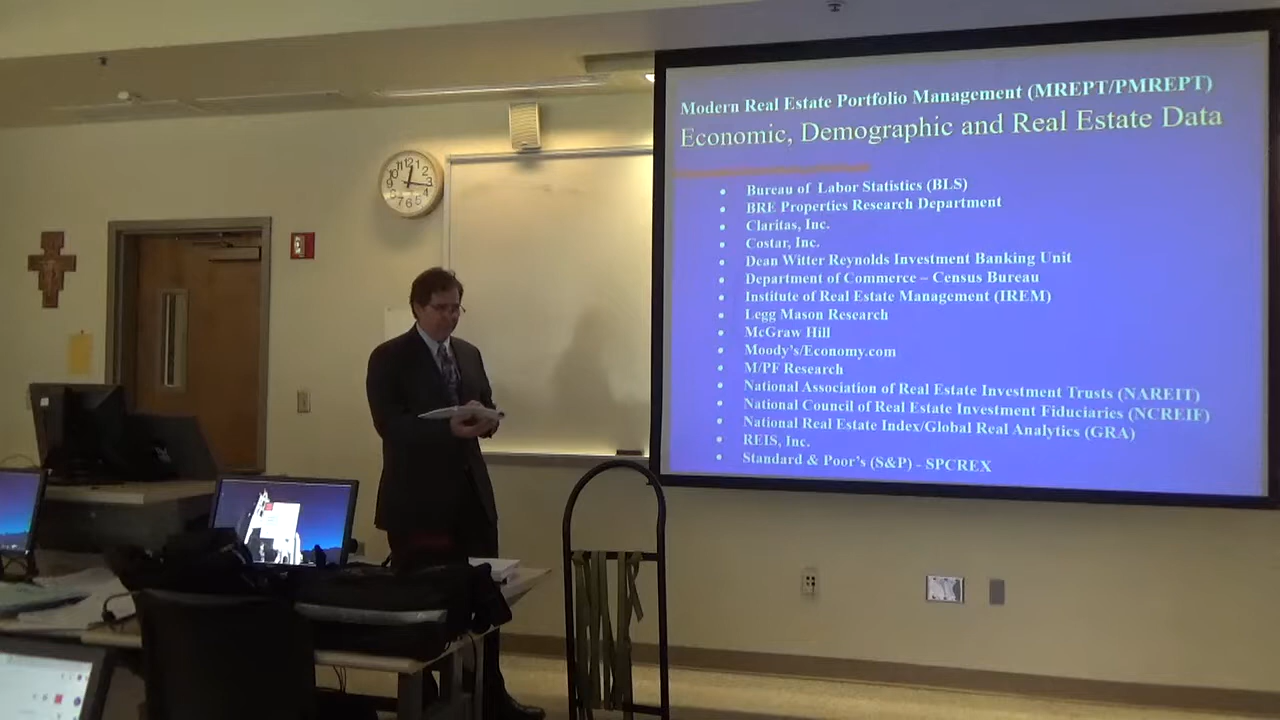 Modern Real Estate Portfolio Management (MREPT/PMREPT)
Economic, Demographic and Real Estate Data
• Bureau of Labor Statistics (BLS)
• BRE Properties Research Department
• Claritas, Inc.
• Costar, Inc.
• Dean Witter Reynolds Investment Banking Unit
• Department of Commerce – Census Bureau
• Institute of Real Estate Management (IREM)
• Legg Mason Research
• McGraw Hill
• Moody's/Economy.com
• M/PF Research
• National Association of Real Estate Investment Trusts (NAREIT)
• National Council of Real Estate Investment Fiduciaries (NCREIF)
• National Real Estate Index/Global Real Analytics (GRA)
• REIS, Inc.
• Standard & Poor's (S&P) - SPCREX